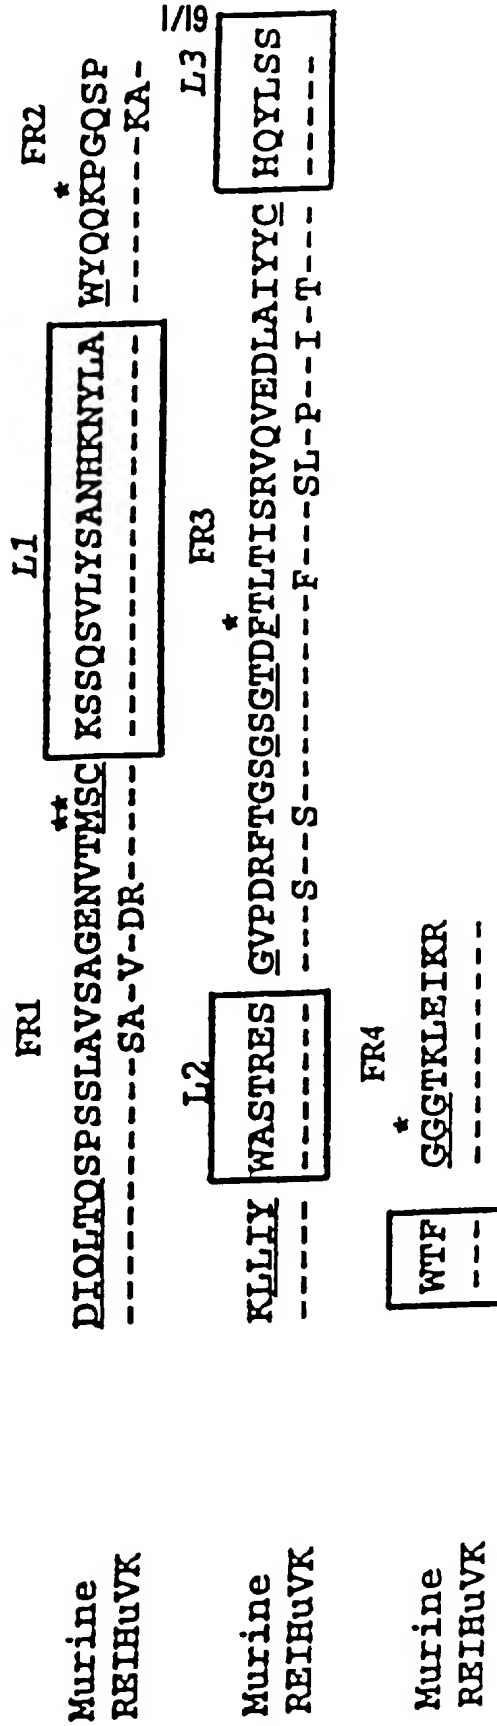 1/19
FR1 L1 FR2
** *
Murine DIQLTQSPSSLAVSAGENVTMSC KSSQSVLYSANHKNYLA WYQQKPGQSP
REIHuVK -----------SA-V-DR----- ----------------- -------KA-
L2 FR3 L3
*
Murine KLLIY WASTRES GVPDRFTGSGSGTDFTLTISRVQVEDLAIYYC HQYLSS
REIHuVK ----- ------- ---S--S---------F---SL-P--I-T--- ------
FR4
*
Murine WTF GGGTKLEIKR
REIHuVK --- ----------